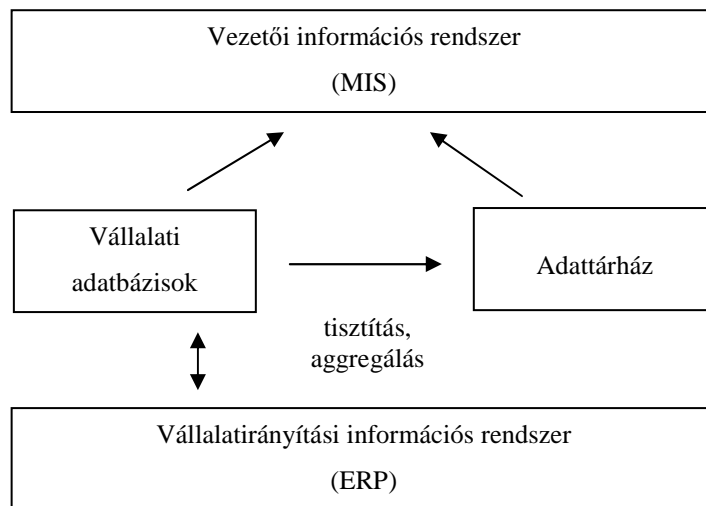 Vezetői információs rendszer
(MIS)
Vállalati
adatbázisok
Adattárház
tisztítás,
aggregálás
Vállalatirányítási információs rendszer
(ERP)